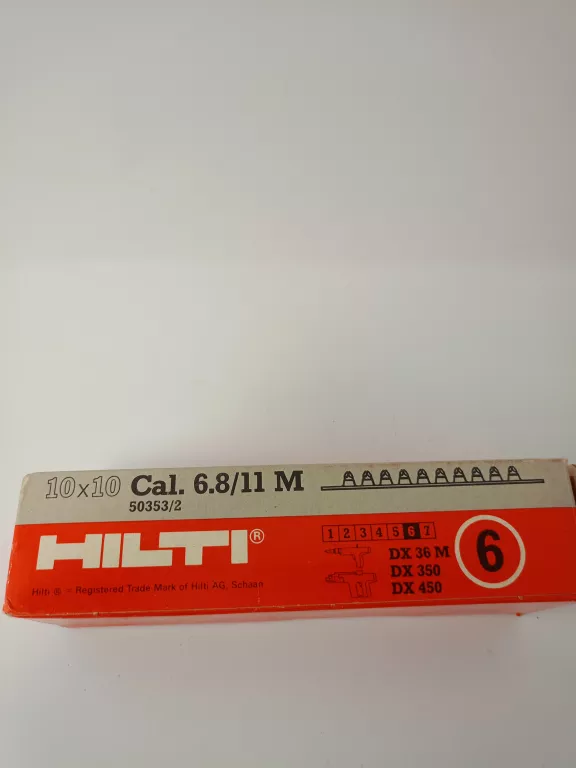 10x10 Cal. 6.8/11 M
50353/2
HILTI®
Hilti ® – Registered Trade Mark of Hilti AG, Schaan
1 2 3 4 5 6 7
DX 36 M
DX 350
DX 450
6